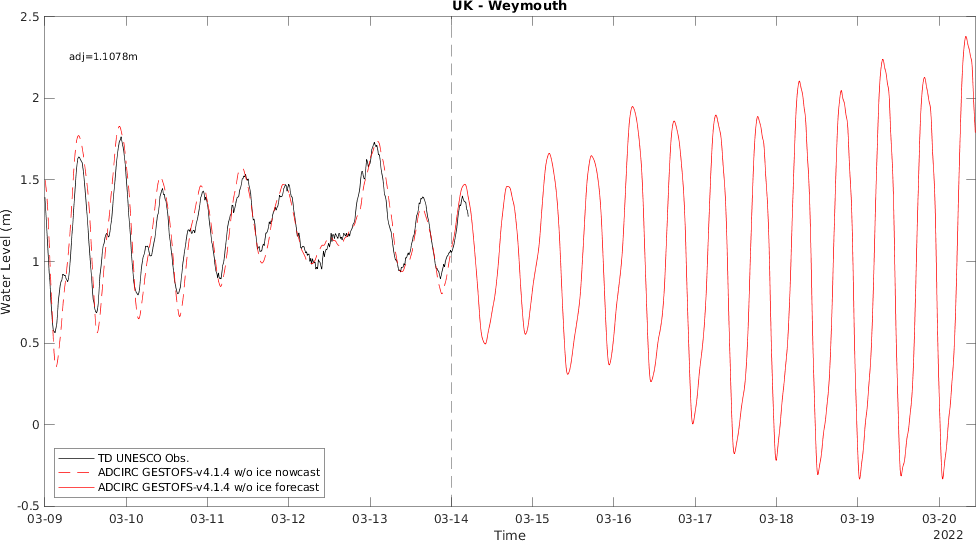 UK - Weymouth
adj=1.1078m
Water Level (m)
2.5
2
1.5
1
0.5
0
-0.5
TD UNESCO Obs.
ADCIRC GESTOFS-v4.1.4 w/o ice nowcast
ADCIRC GESTOFS-v4.1.4 w/o ice forecast
03-09 03-10 03-11 03-12 03-13 03-14 03-15 03-16 03-17 03-18 03-19 03-20
Time
2022